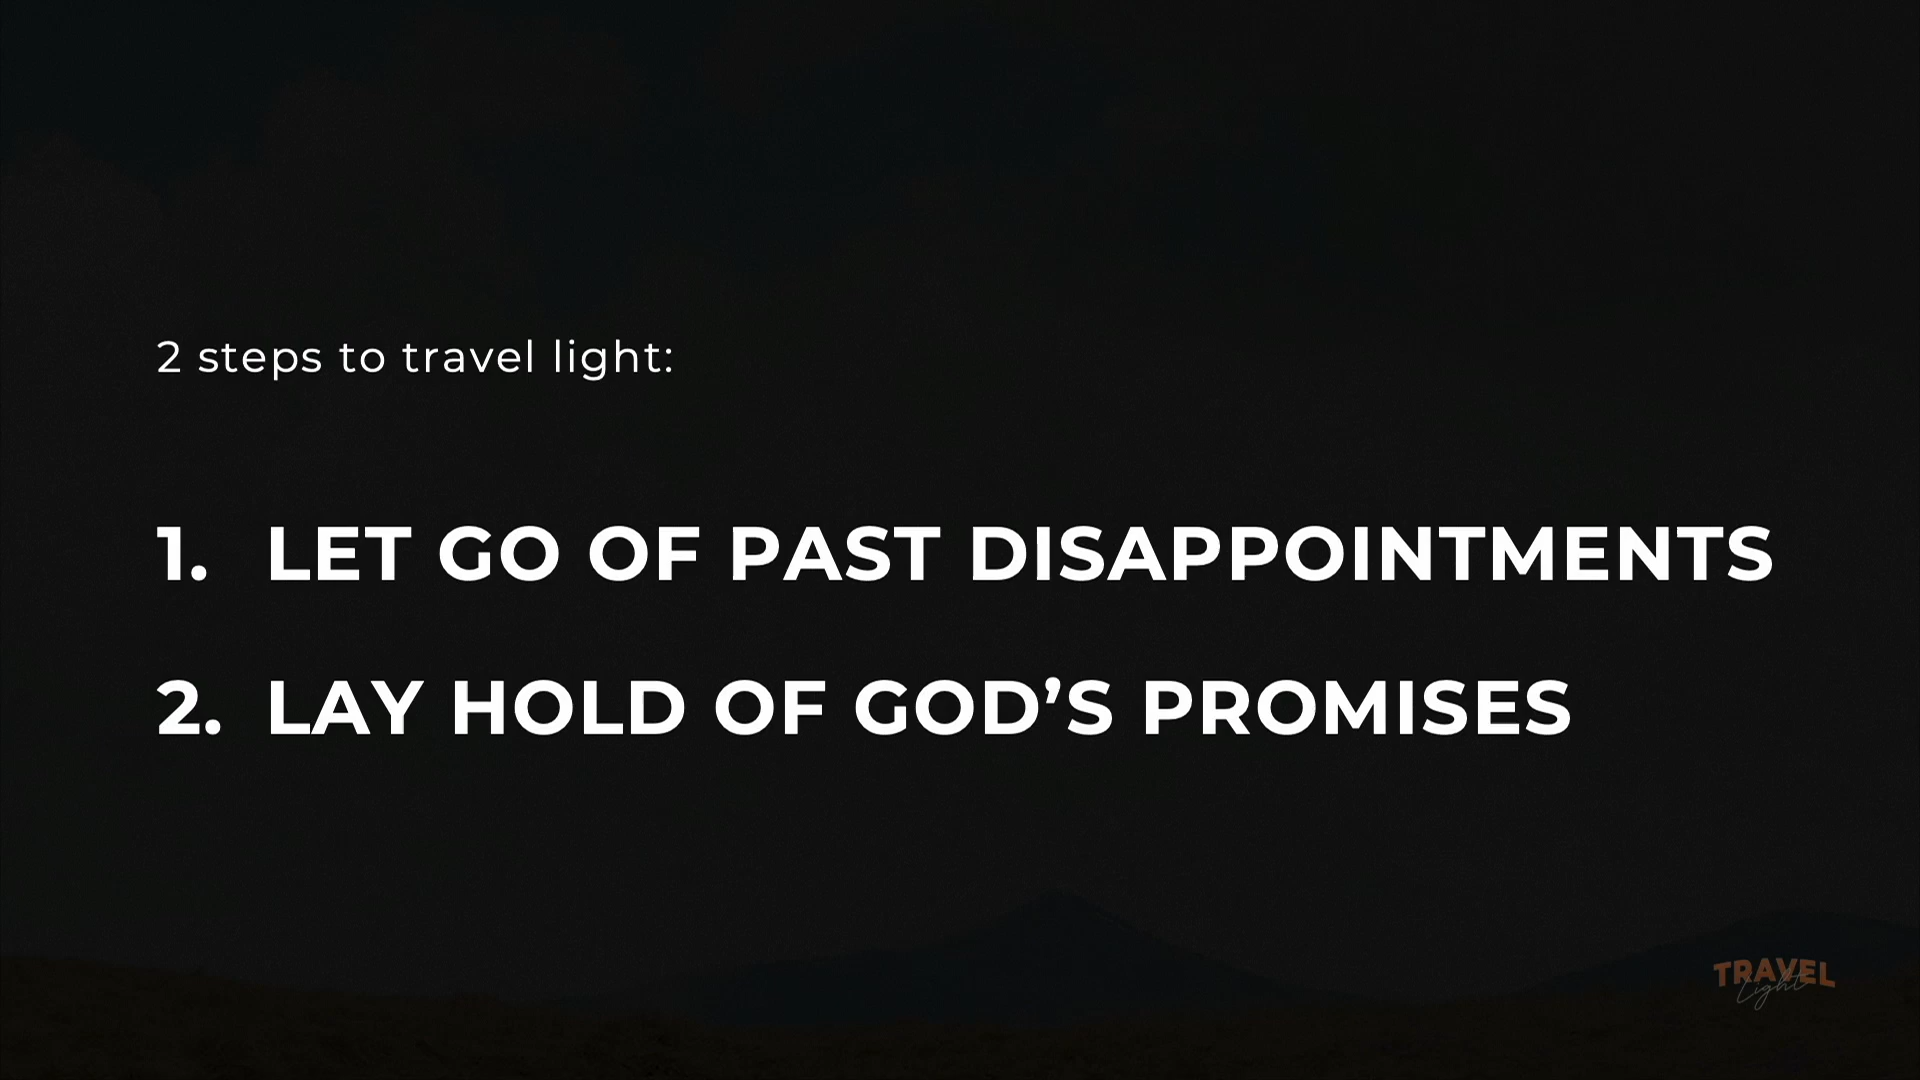 2 steps to travel light:
1. LET GO OF PAST DISAPPOINTMENTS
2. LAY HOLD OF GOD’S PROMISES
TRAVEL
Light